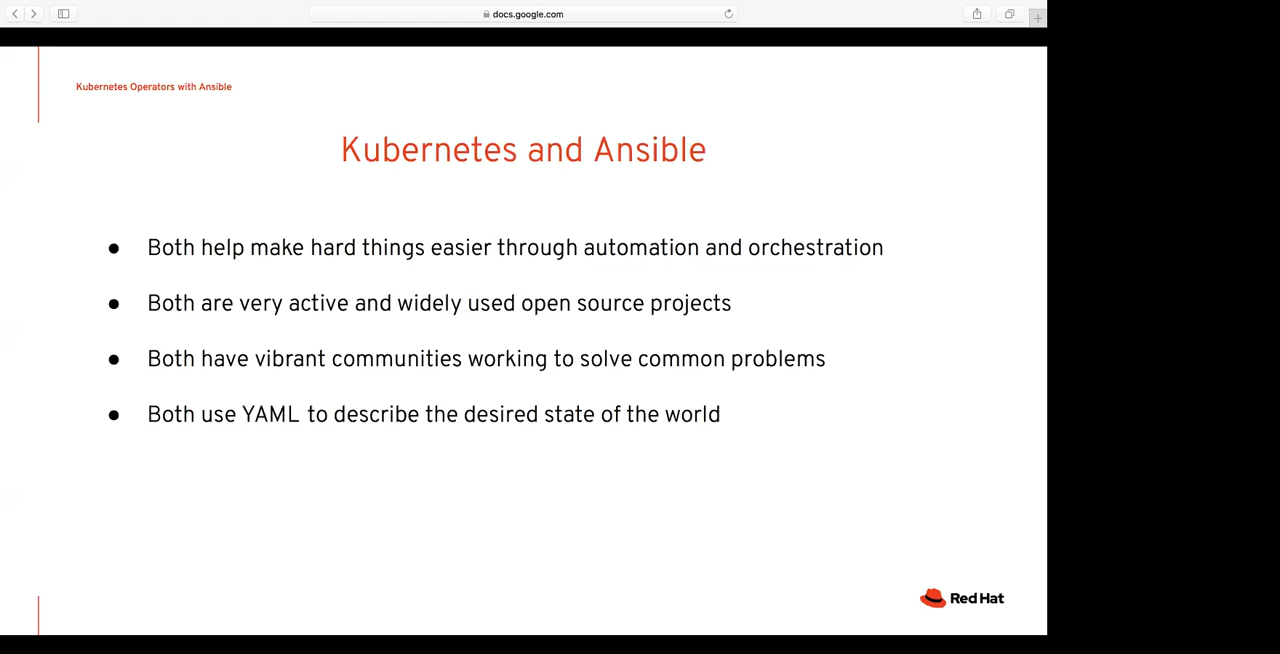 docs.google.com
Kubernetes Operators with Ansible
Kubernetes and Ansible
● Both help make hard things easier through automation and orchestration
● Both are very active and widely used open source projects
● Both have vibrant communities working to solve common problems
● Both use YAML to describe the desired state of the world
Red Hat